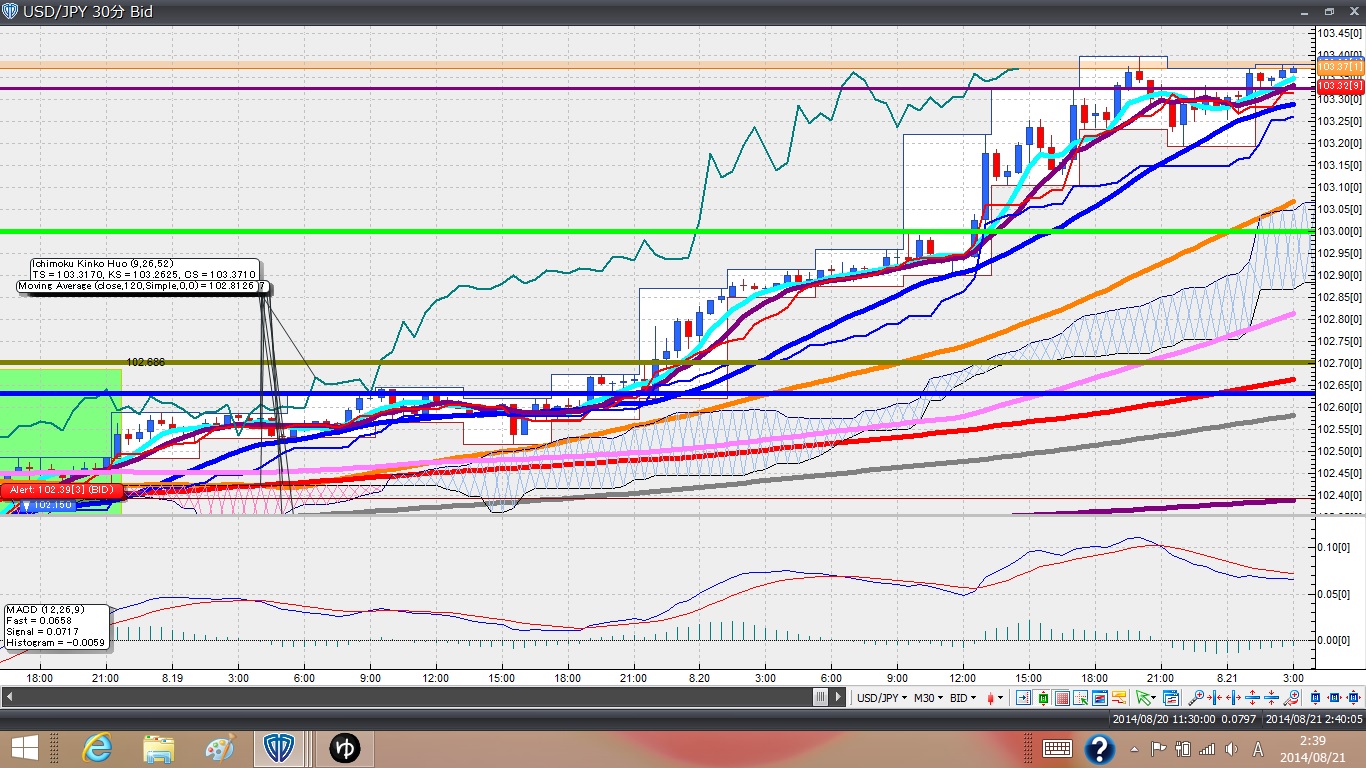 USD/JPY 30分 Bid
103.45[0]
103.40[0]
103.37[1]
103.32[9]
103.30[0]
103.25[0]
103.20[0]
103.15[0]
103.10[0]
103.05[0]
103.00[0]
102.95[0]
102.90[0]
102.85[0]
102.80[0]
102.75[0]
102.70[0]
102.65[0]
102.60[0]
102.55[0]
102.50[0]
102.45[0]
102.40[0]
Ichimoku Kinko Huo (9,26,52)
TS = 103.3170, KS = 103.2625, CS = 103.3710
Moving Average (Close,120,Simple,0,0) = 102.8126
102.686
Alert: 102.39[3] (BID)
▼ 102.150
0.10[0]
0.05[0]
0.00[0]
MACD (12,26,9)
Fast = 0.0658
Signal = 0.0717
Histogram = -0.0059
18:00 21:00 8.19 3:00 6:00 9:00 12:00 15:00 18:00 21:00 8.20 3:00 6:00 9:00 12:00 15:00 18:00 21:00 8.21 3:00
USD/JPY M30 BID
2014/08/20 11:30:00 0.0797 2014/08/21 2:40:05
ゆ
A
2:39
2014/08/21